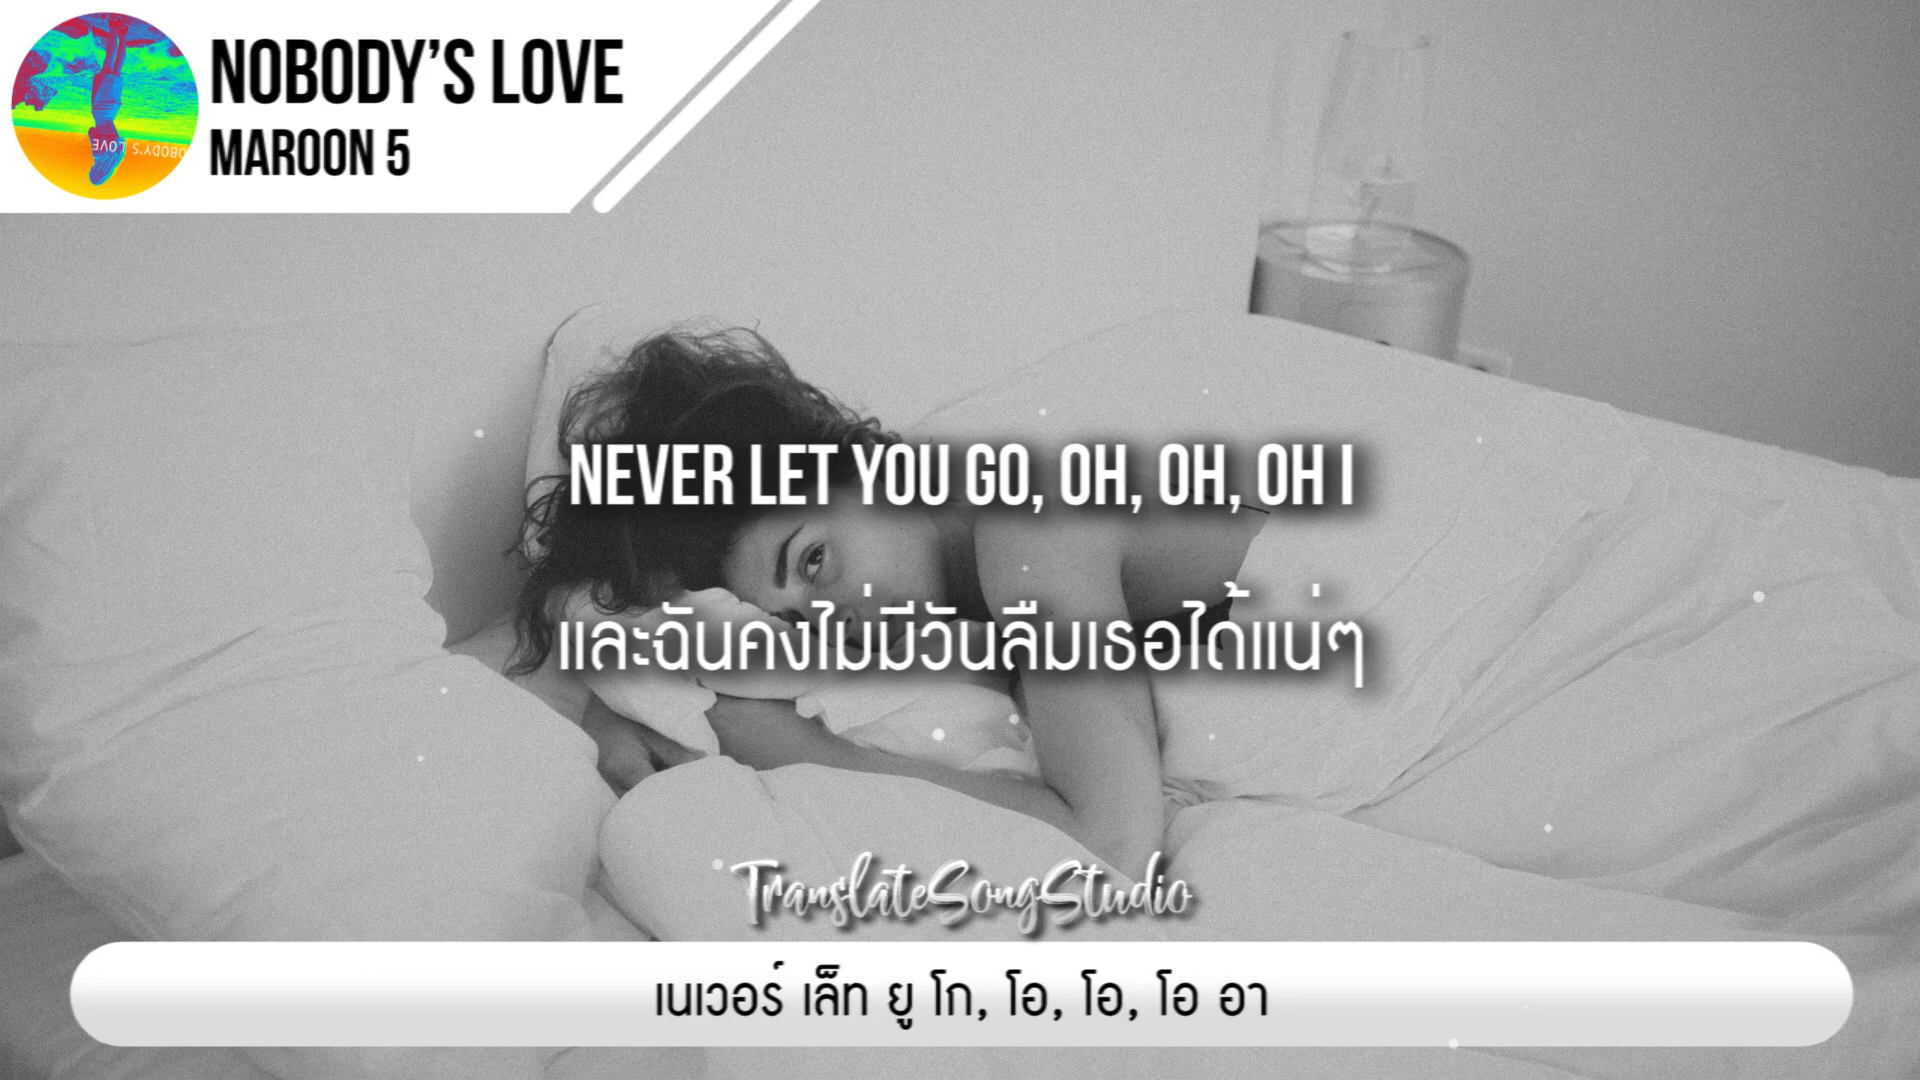 NOBODY'S LOVE
MAROON 5
NOBODY'S LOVE
NEVER LET YOU GO, OH, OH, OH I
และฉันคงไม่มีวันลืมเธอได้แน่ๆ
TranslateSongStudio
เนเวอร์ เล็ท ยู โก, โอ, โอ, โอ อา